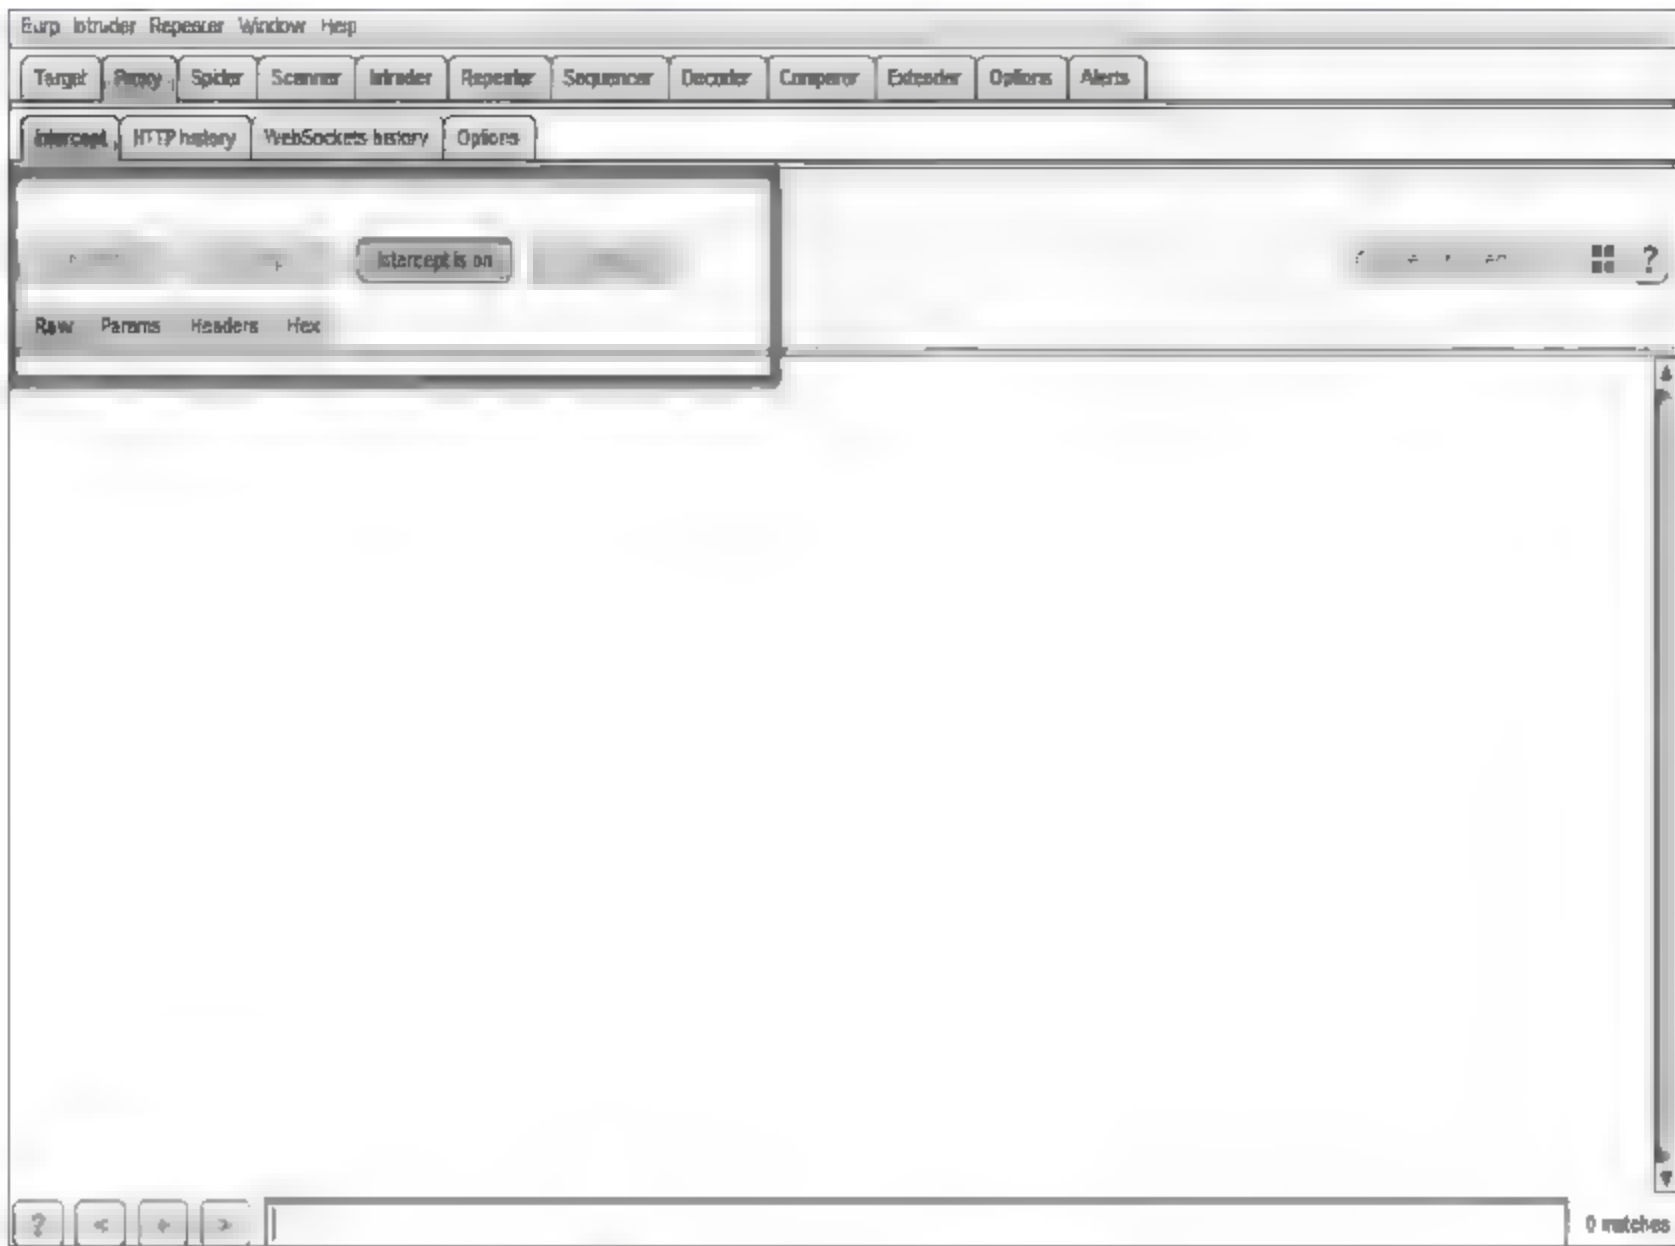 Burp Intruder Repeater Window Help
Target Proxy Spider Scanner Intruder Repeater Sequencer Decoder Comparer Extender Options Alerts
Intercept HTTP history WebSockets history Options
Intercept is on ?
Raw Params Headers Hex
? < + > 0 matches